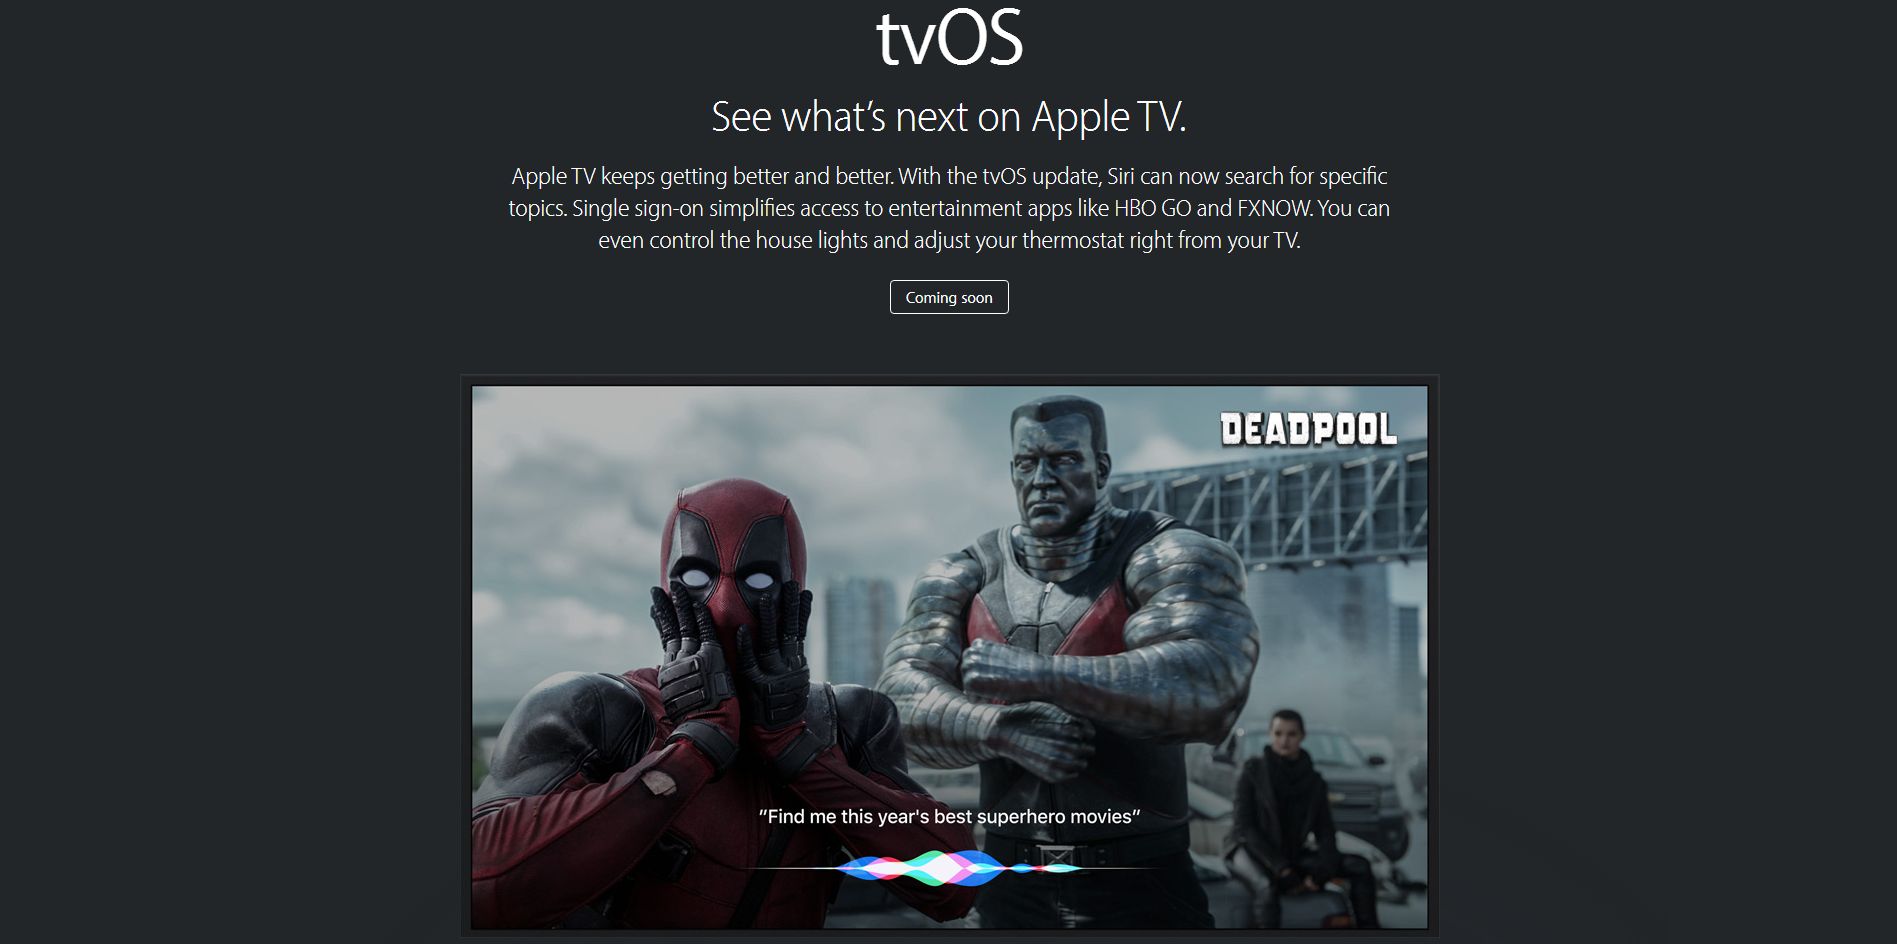 tvOS
See what’s next on Apple TV.
Apple TV keeps getting better and better. With the tvOS update, Siri can now search for specific
topics. Single sign-on simplifies access to entertainment apps like HBO GO and FXNOW. You can
even control the house lights and adjust your thermostat right from your TV.
Coming soon
DEADPOOL
"Find me this year's best superhero movies"